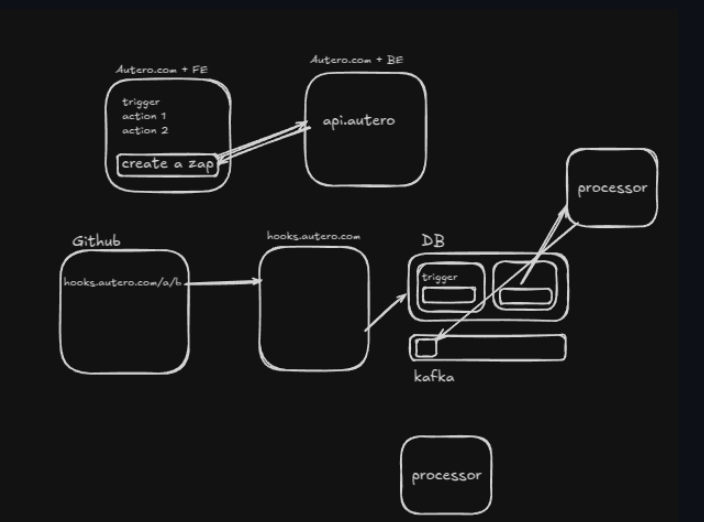 Autero.com + FE
Autero.com + BE
trigger
action 1
action 2
create a zap
api.autero
processor
Github
hooks.autero.com
DB
hooks.autero.com/a/b
trigger
kafka
processor